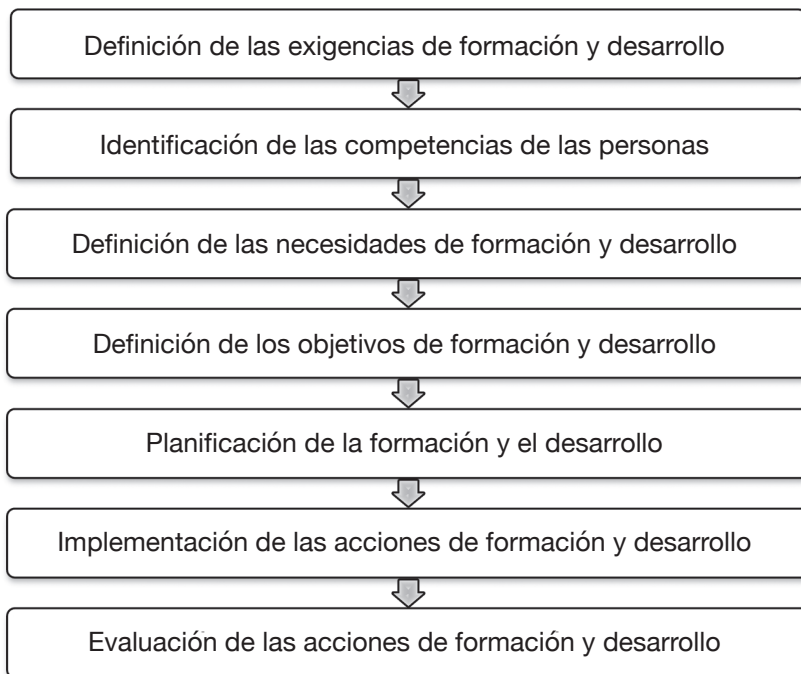 Definición de las exigencias de formación y desarrollo
Identificación de las competencias de las personas
Definición de las necesidades de formación y desarrollo
Definición de los objetivos de formación y desarrollo
Planificación de la formación y el desarrollo
Implementación de las acciones de formación y desarrollo
Evaluación de las acciones de formación y desarrollo